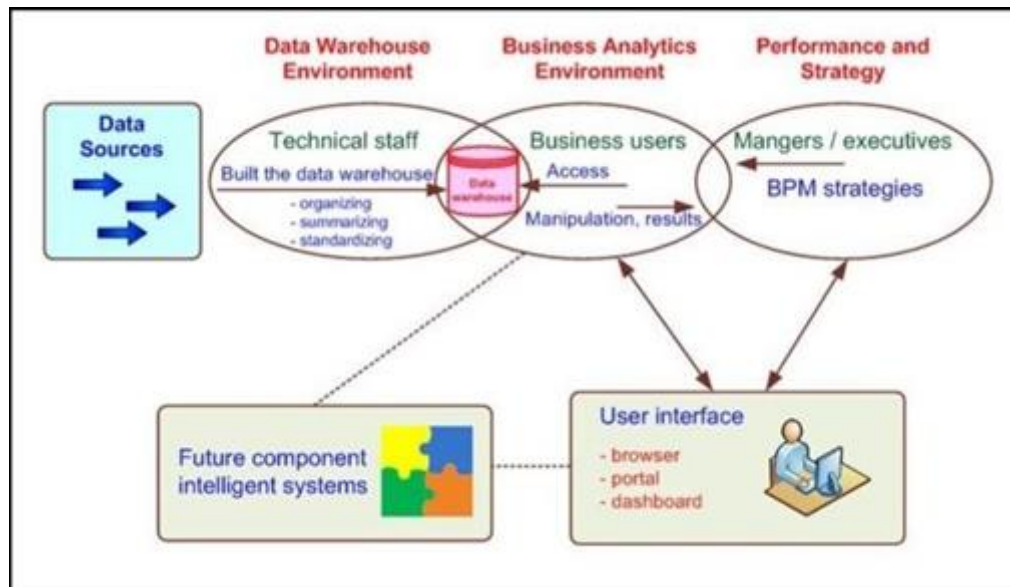 Data Warehouse
Environment
Business Analytics
Environment
Performance and
Strategy
Data
Sources
Technical staff
Built the data warehouse
- organizing
- summarizing
- standardizing
Data
warehouse
Business users
Access
Manipulation, results
Mangers / executives
BPM strategies
Future component
intelligent systems
User interface
- browser
- portal
- dashboard